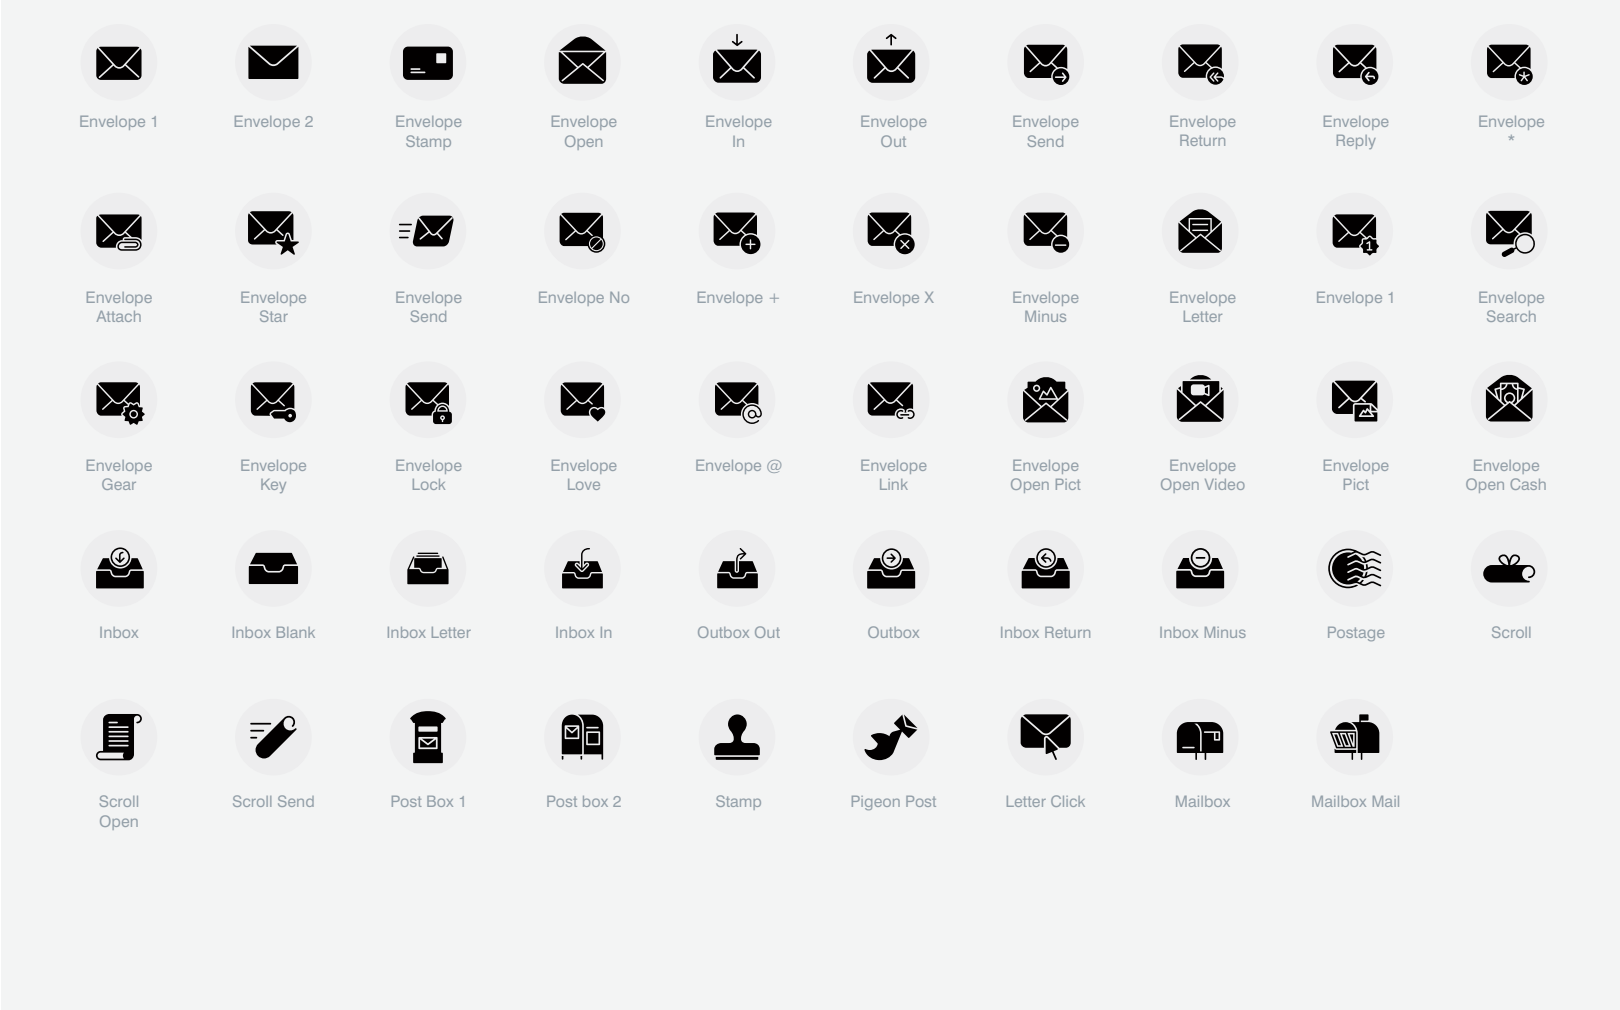 Envelope 1
Envelope 2
Envelope
Stamp
Envelope
Open
Envelope
In
Envelope
Out
Envelope
Send
Envelope
Return
Envelope
Reply
Envelope
*
Envelope
Attach
Envelope
Star
Envelope
Send
Envelope No
Envelope +
Envelope X
Envelope
Minus
Envelope
Letter
1
Envelope 1
Envelope
Search
Envelope
Gear
Envelope
Key
Envelope
Lock
Envelope
Love
Envelope @
Envelope
Link
Envelope
Open Pict
Envelope
Open Video
Envelope
Pict
Envelope
Open Cash
Inbox
Inbox Blank
Inbox Letter
Inbox In
Outbox Out
Outbox
Inbox Return
Inbox Minus
Postage
Scroll
Scroll
Open
Scroll Send
Post Box 1
Post box 2
Stamp
Pigeon Post
Letter Click
Mailbox
Mailbox Mail